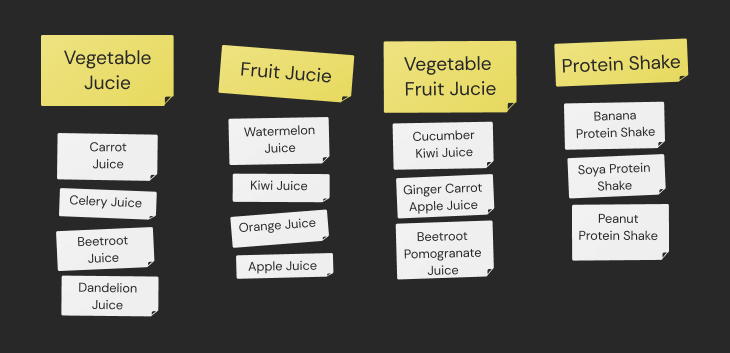 Vegetable
Jucie
Carrot
Juice
Celery Juice
Beetroot
Juice
Dandelion
Juice
Fruit Jucie
Watermelon
Juice
Kiwi Juice
Orange Juice
Apple Juice
Vegetable
Fruit Jucie
Cucumber
Kiwi Juice
Ginger Carrot
Apple Juice
Beetroot
Pomogranate
Juice
Protein Shake
Banana
Protein Shake
Soya Protein
Shake
Peanut
Protein Shake